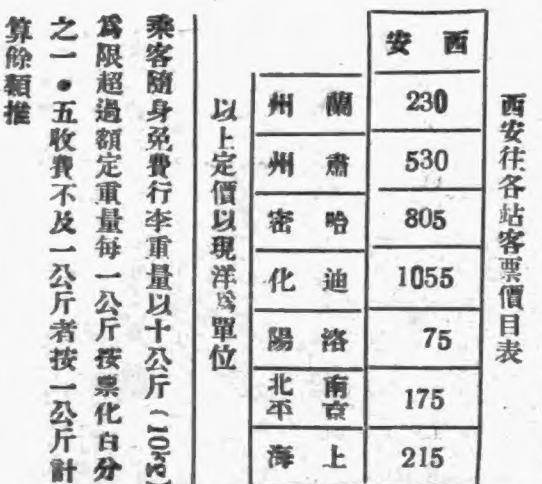 西安往各站客票價目表
西安
蘭州 230
肅州 530
哈密 805
迪化 1055
洛陽 75
南京 北平 175
上海 215
以上定價以現洋爲單位
乘客隨身免費行李重量以十公斤(10kg)
爲限超過額定重量每一公斤按票化百分
之一•五收費不及一公斤者按一公斤計
算餘類推